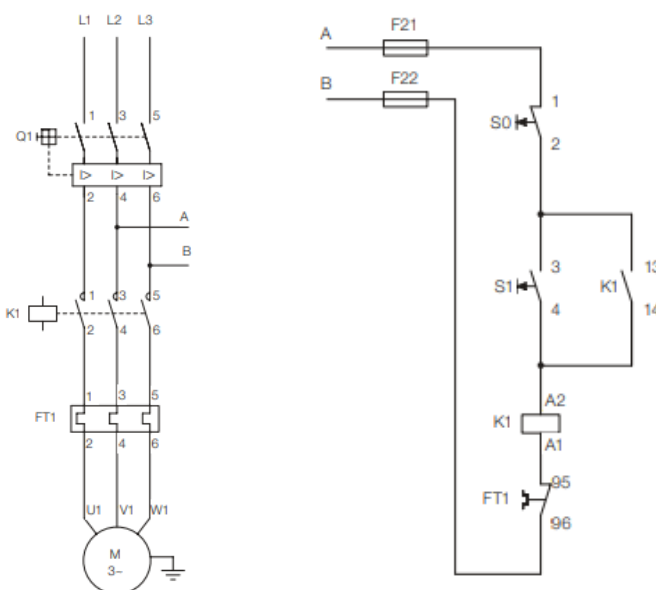 L1 L2 L3
1 3 5
Q1
I> I> I>
2 4 6
A
B
1 3 5
K1
2 4 6
1 3 5
FT1
2 4 6
U1 V1 W1
M
3~
F21
A
F22
B
1
S0
2
3 13
S1 K1
4 14
A2
K1
A1
95
FT1
96